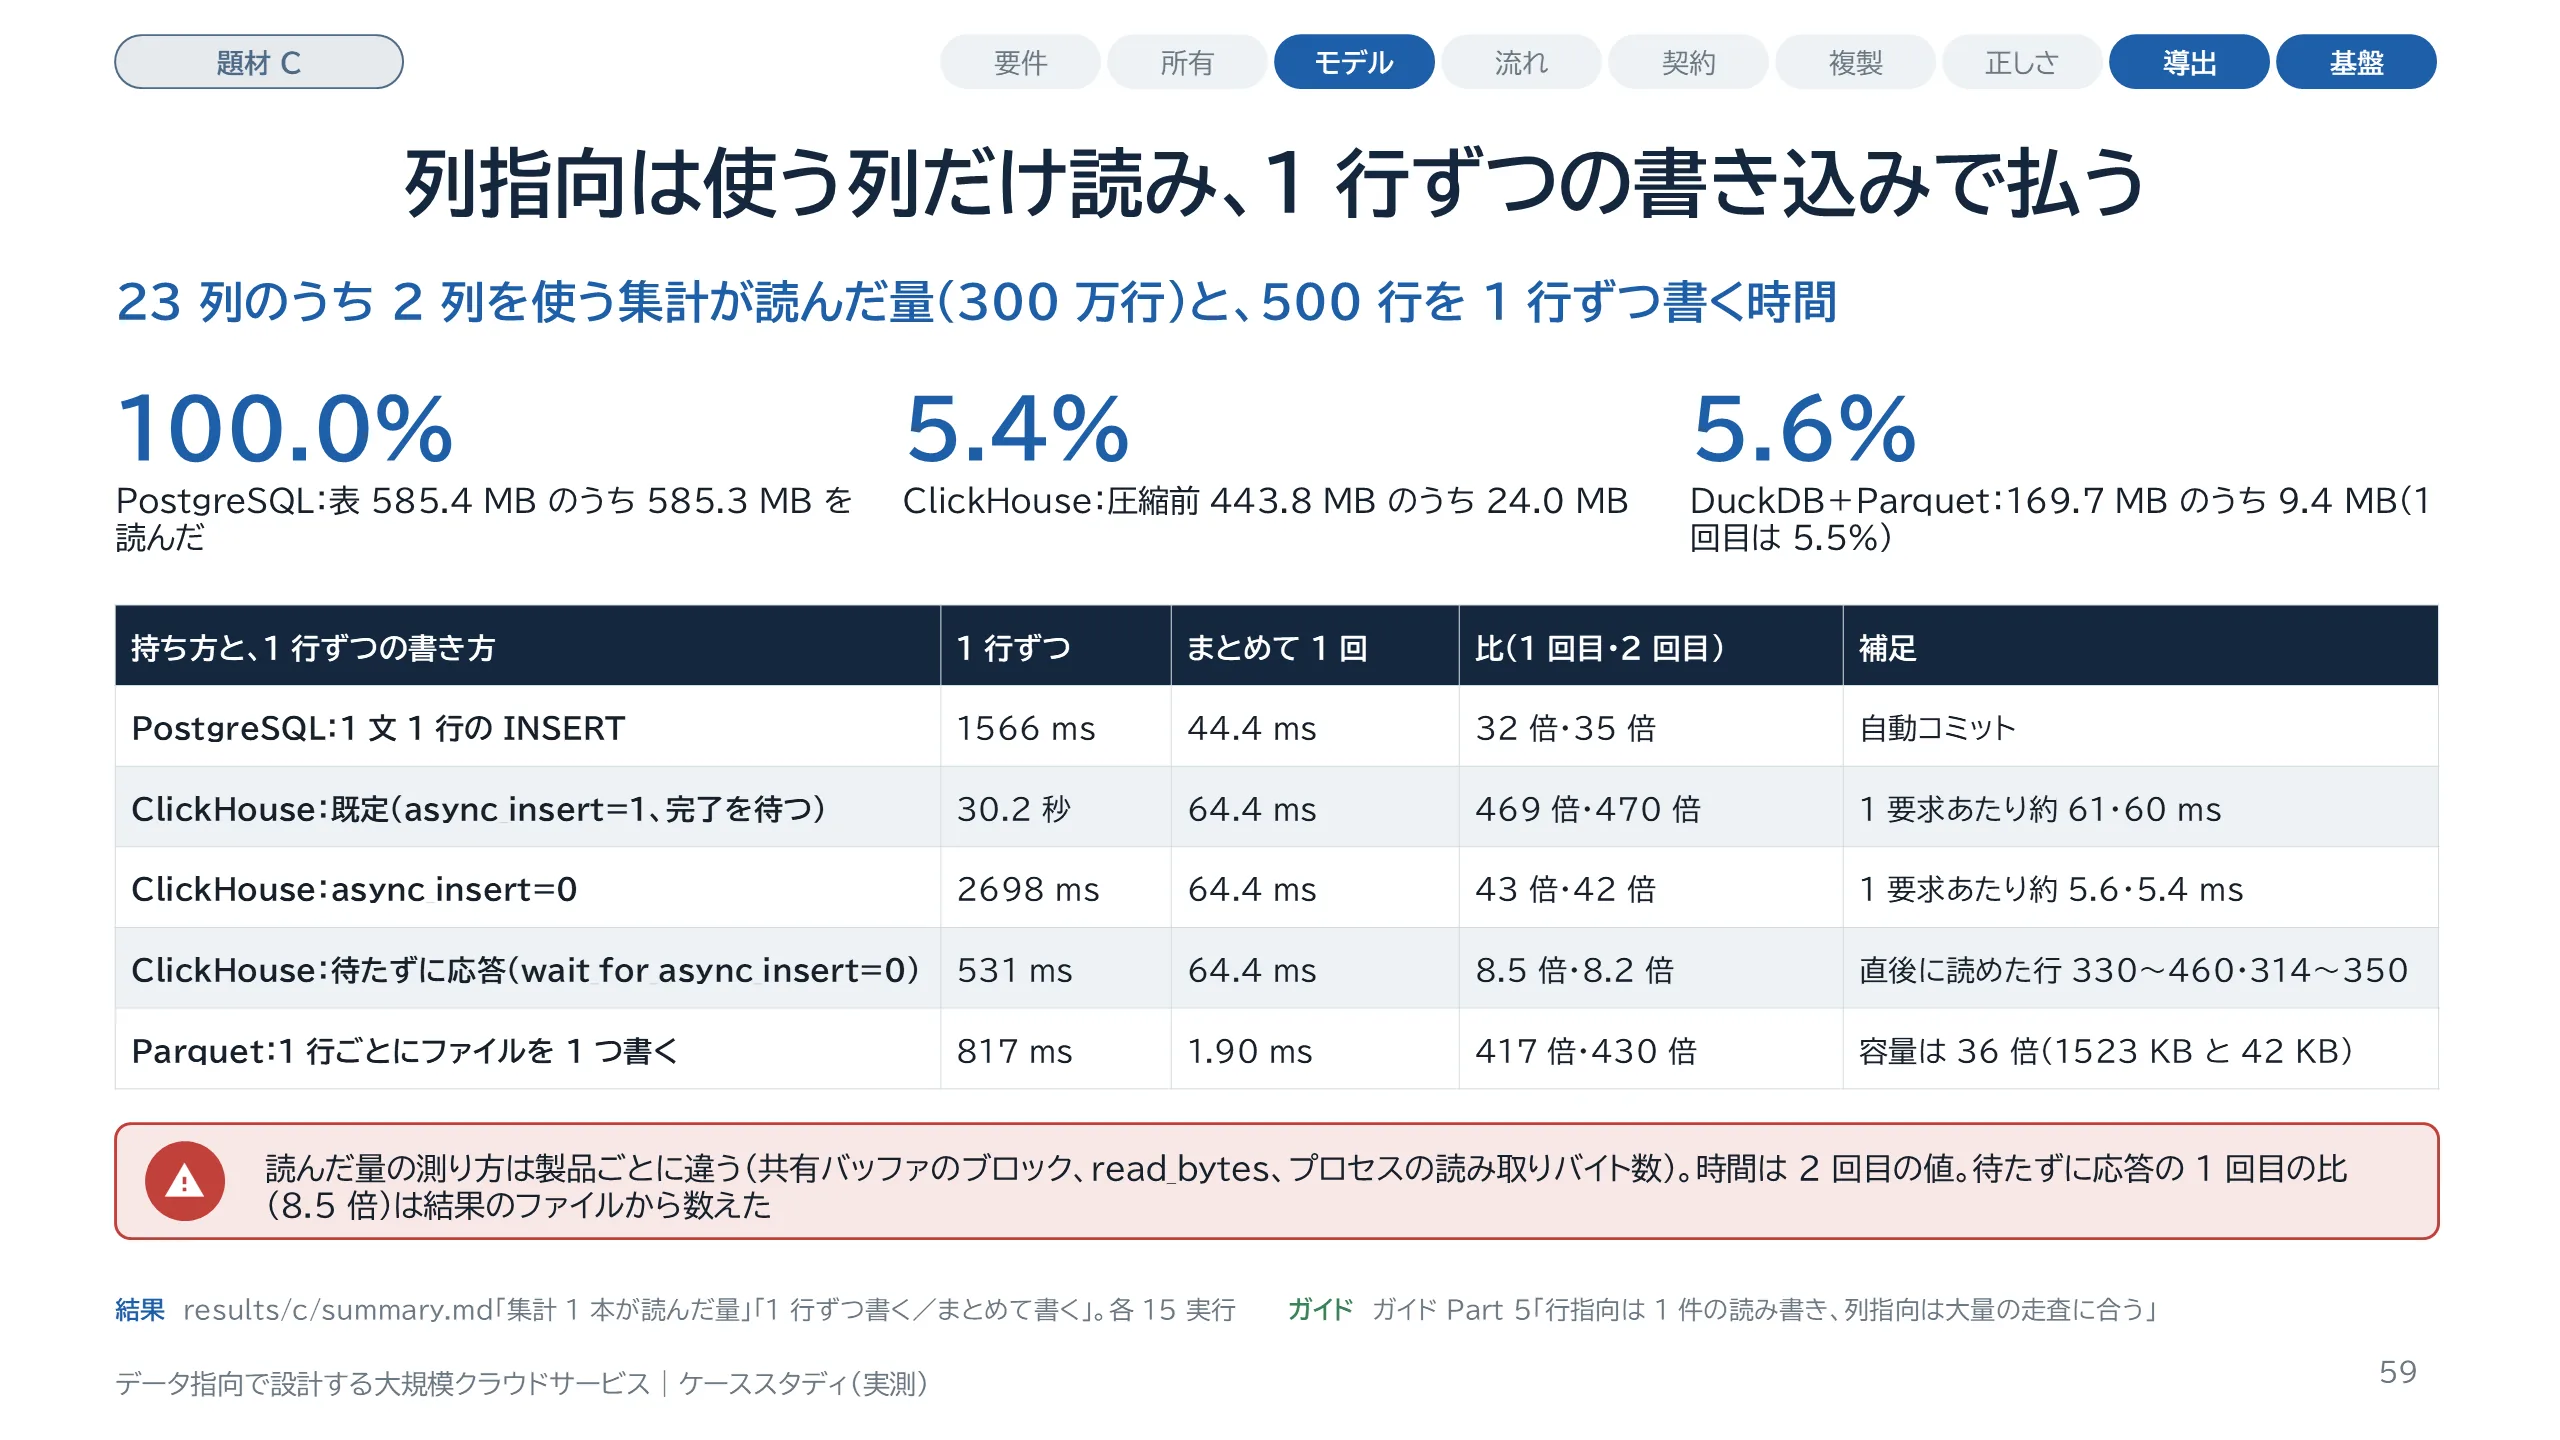 題材 C
要件 所有 モデル 流れ 契約 複製 正しさ 導出 基盤
列指向は使う列だけ読み、1 行ずつの書き込みで払う
23 列のうち 2 列を使う集計が読んだ量(300 万行)と、500 行を 1 行ずつ書く時間
100.0%
PostgreSQL:表 585.4 MB のうち 585.3 MB を
読んだ
5.4%
ClickHouse:圧縮前 443.8 MB のうち 24.0 MB
5.6%
DuckDB+Parquet:169.7 MB のうち 9.4 MB(1
回目は 5.5%)
持ち方と、1 行ずつの書き方 1 行ずつ まとめて 1 回 比(1 回目・2 回目) 補足
PostgreSQL:1 文 1 行の INSERT 1566 ms 44.4 ms 32 倍・35 倍 自動コミット
ClickHouse:既定(async_insert=1、完了を待つ) 30.2 秒 64.4 ms 469 倍・470 倍 1 要求あたり約 61・60 ms
ClickHouse:async_insert=0 2698 ms 64.4 ms 43 倍・42 倍 1 要求あたり約 5.6・5.4 ms
ClickHouse:待たずに応答(wait_for_async_insert=0) 531 ms 64.4 ms 8.5 倍・8.2 倍 直後に読めた行 330〜460・314〜350
Parquet:1 行ごとにファイルを 1 つ書く 817 ms 1.90 ms 417 倍・430 倍 容量は 36 倍(1523 KB と 42 KB)
読んだ量の測り方は製品ごとに違う(共有バッファのブロック、read_bytes、プロセスの読み取りバイト数)。時間は 2 回目の値。待たずに応答の 1 回目の比
(8.5 倍)は結果のファイルから数えた
結果 results/c/summary.md「集計 1 本が読んだ量」「1 行ずつ書く/まとめて書く」。各 15 実行 ガイド ガイド Part 5「行指向は 1 件の読み書き、列指向は大量の走査に合う」
データ指向で設計する大規模クラウドサービス|ケーススタディ(実測)
59